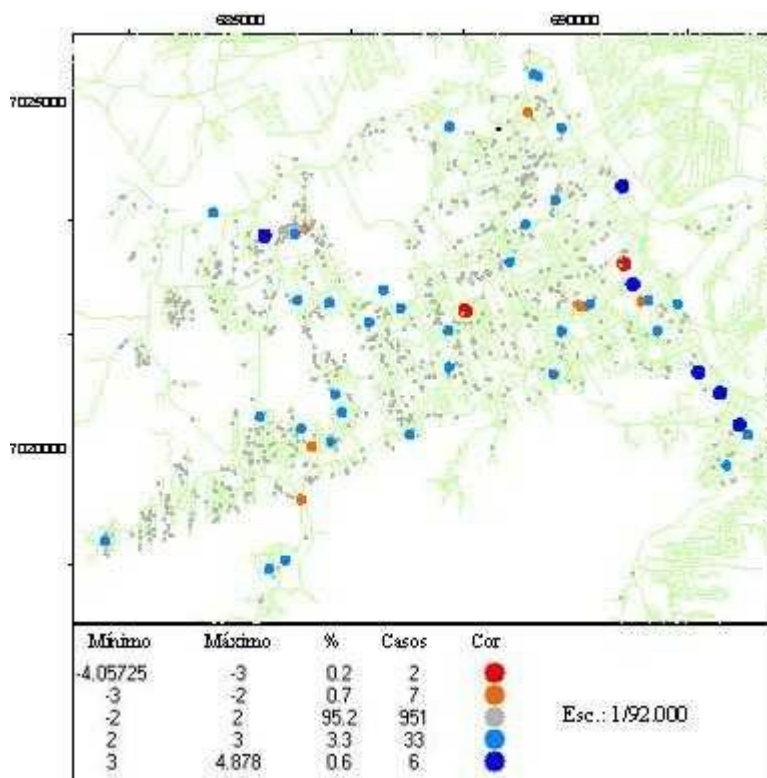 685000 690000
7025000
7020000
Mínimo Máximo % Casos Cor
-4.05725 -3 0.2 2
-3 -2 0.7 7
-2 2 95.2 951
2 3 3.3 33
3 4.878 0.6 6
Esc.: 1/92.000